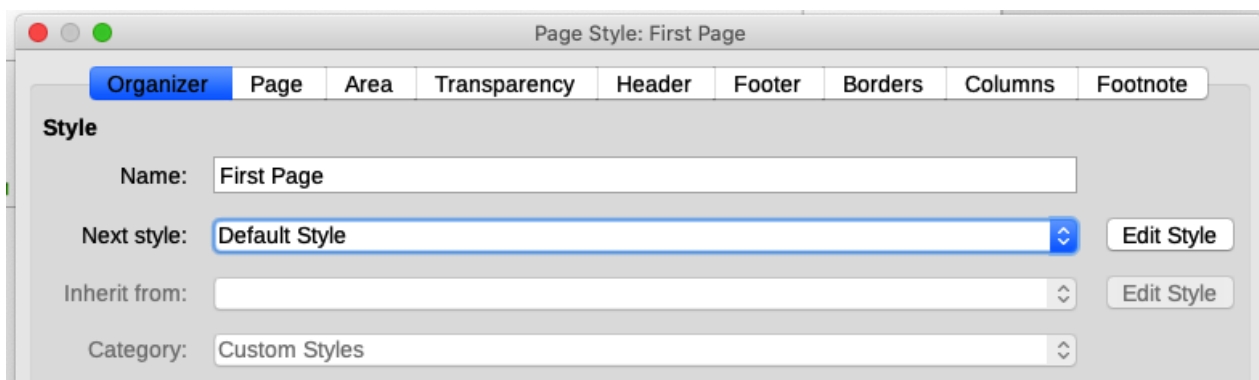 Page Style: First Page
Organizer Page Area Transparency Header Footer Borders Columns Footnote
Style
Name: First Page
Next style: Default Style Edit Style
Inherit from: Edit Style
Category: Custom Styles